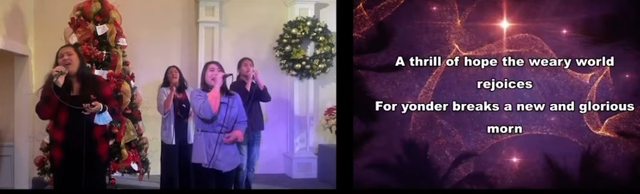 A thrill of hope the weary world
rejoices
For yonder breaks a new and glorious
morn